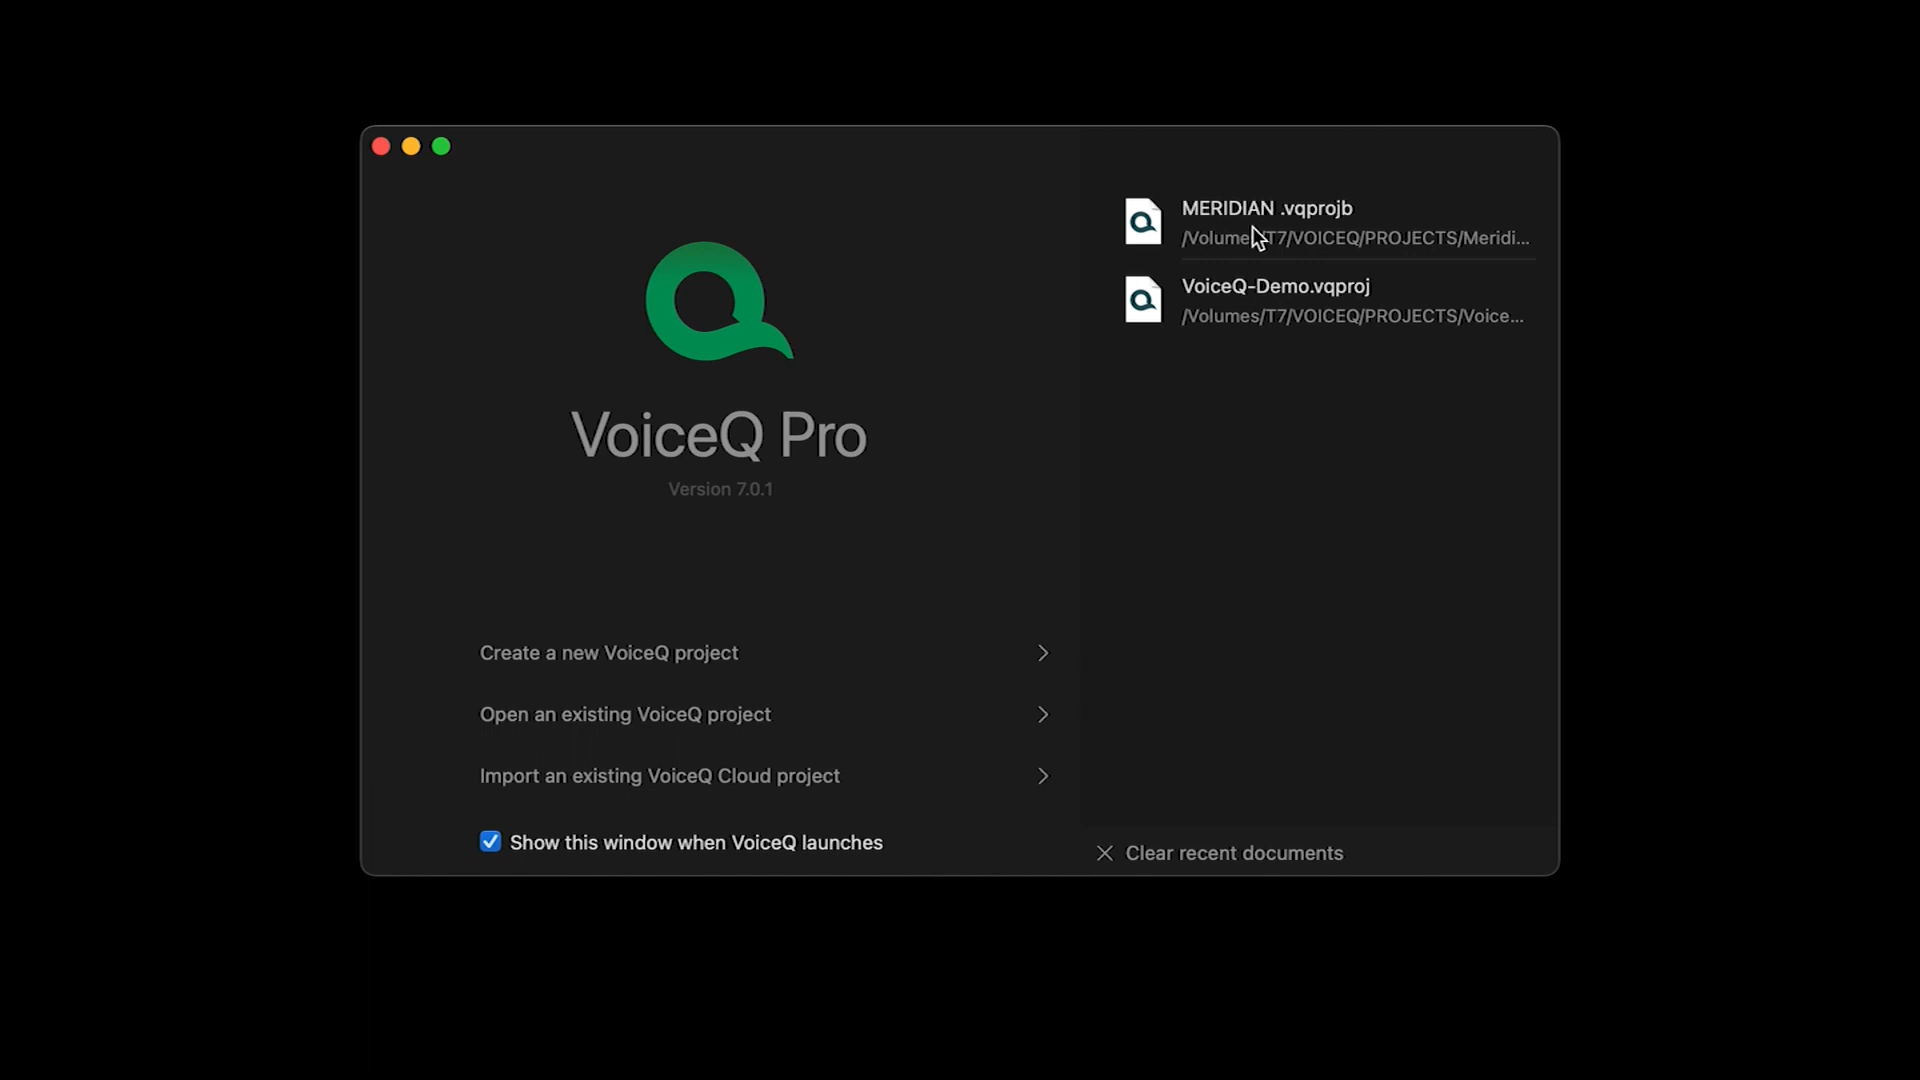 VoiceQ Pro
Version 7.0.1
Create a new VoiceQ project
Open an existing VoiceQ project
Import an existing VoiceQ Cloud project
Show this window when VoiceQ launches
MERIDIAN .vqprojb
/Volumes/T7/VOICEQ/PROJECTS/Meridi...
VoiceQ-Demo.vqproj
/Volumes/T7/VOICEQ/PROJECTS/Voice...
Clear recent documents